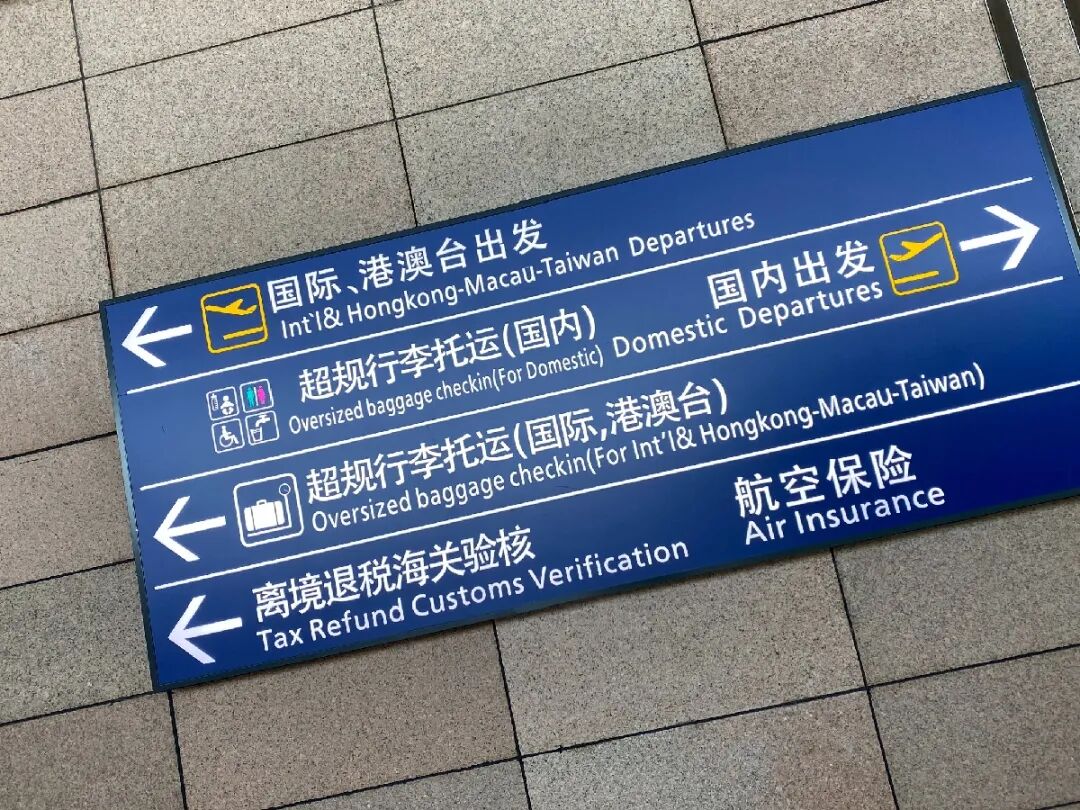 国际、港澳台出发
Int`l& Hongkong-Macau-Taiwan Departures
国内出发
Domestic Departures
超规行李托运(国内)
Oversized baggage checkin(For Domestic)
超规行李托运(国际,港澳台)
Oversized baggage checkin(For Int'l& Hongkong-Macau-Taiwan)
离境退税海关验核
Tax Refund Customs Verification
航空保险
Air Insurance